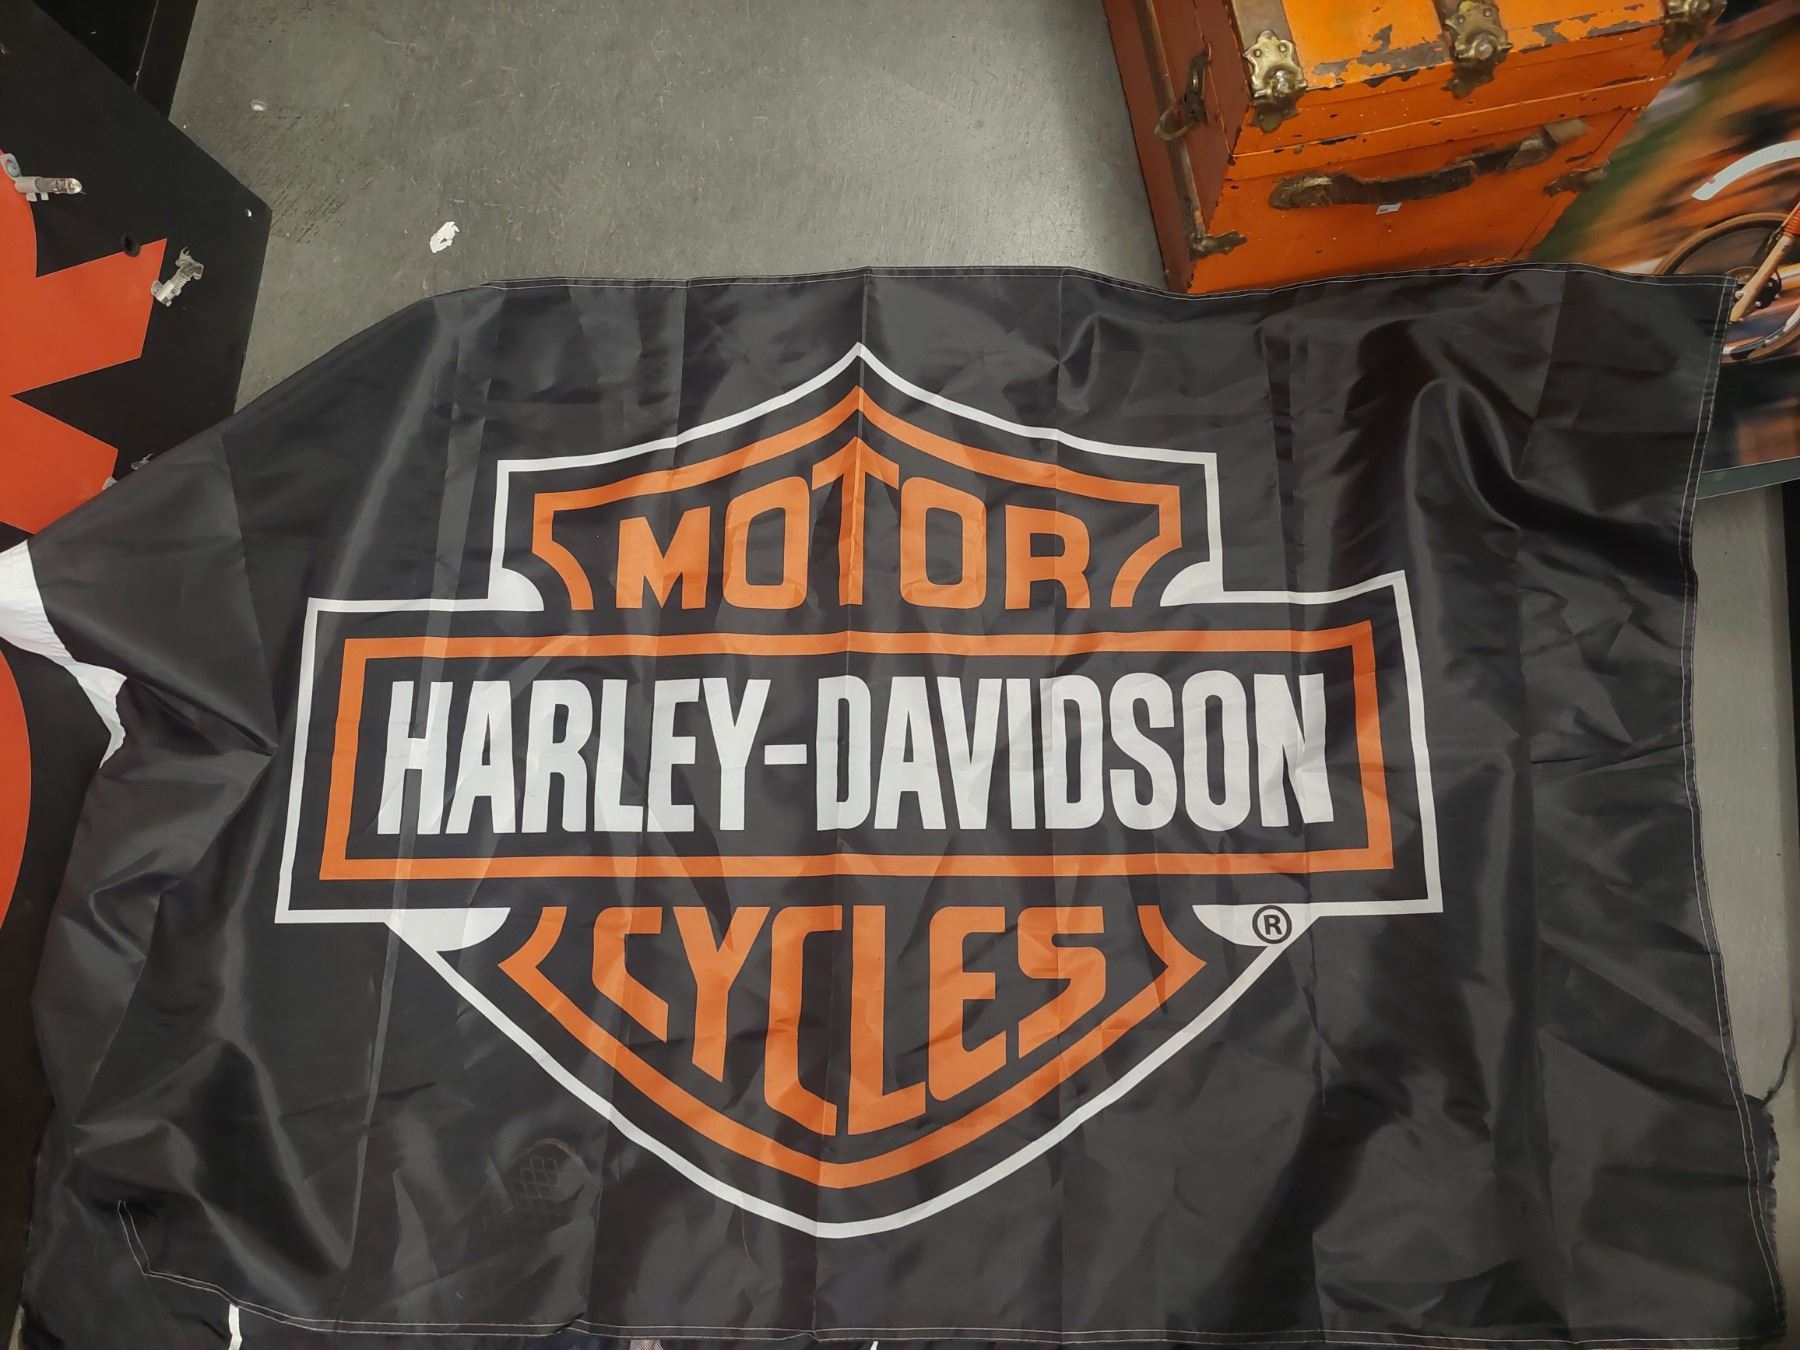 MOTOR
HARLEY-DAVIDSON
CYCLES
®